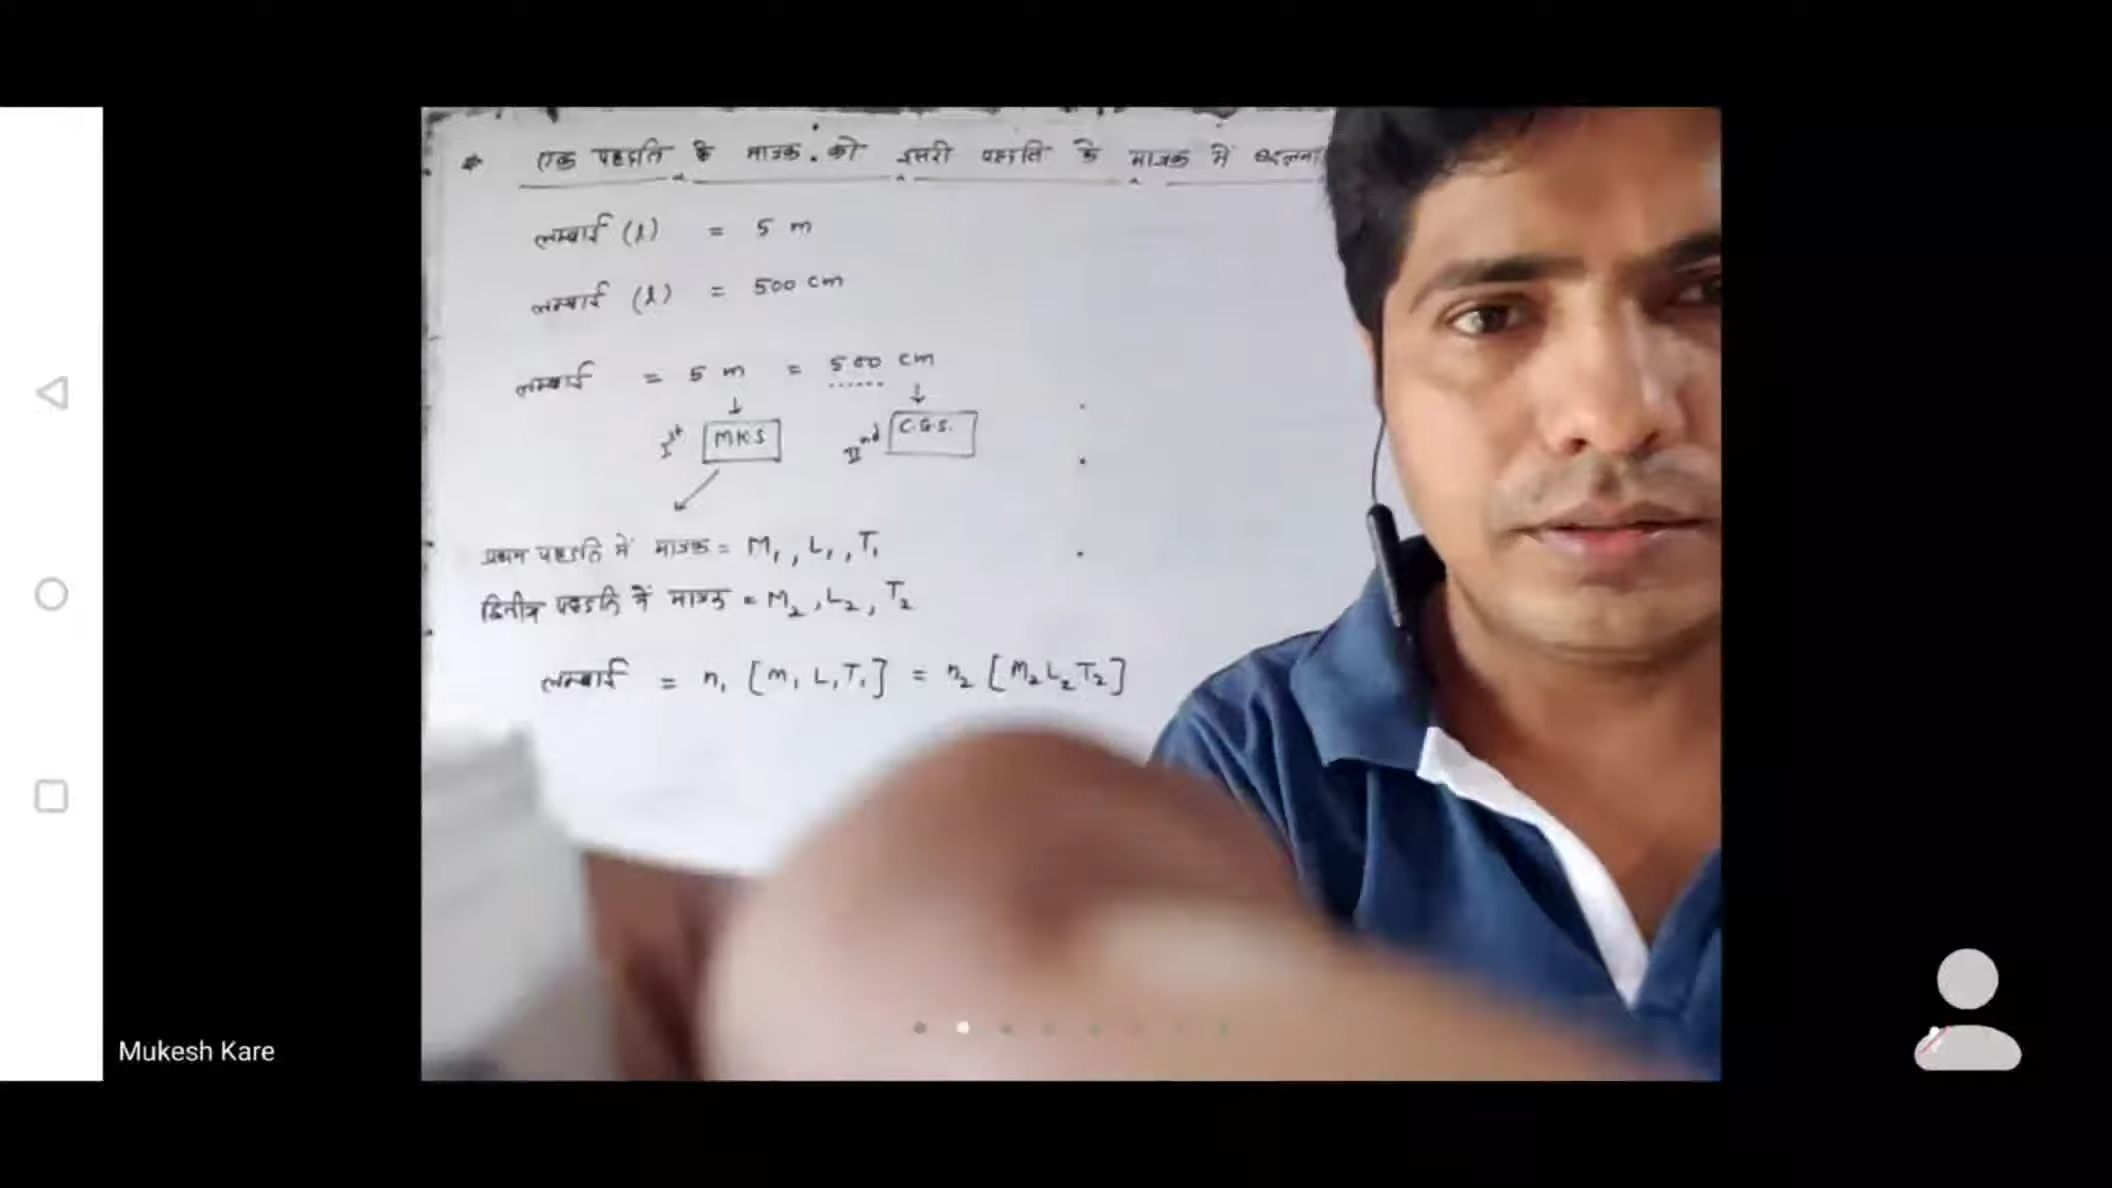 * एक पद्धति के मात्रक को दूसरी पद्धति के मात्रक में बदलना
लम्बाई (l) = 5 m
लम्बाई (l) = 500 cm
लम्बाई = 5 m = 500 cm
Ist MKS IInd C.G.S.
प्रथम पद्धति में मात्रक = M₁, L₁, T₁
द्वितीय पद्धति में मात्रक = M₂, L₂, T₂
लम्बाई = n₁ [M₁ L₁ T₁] = n₂ [M₂ L₂ T₂]
Mukesh Kare